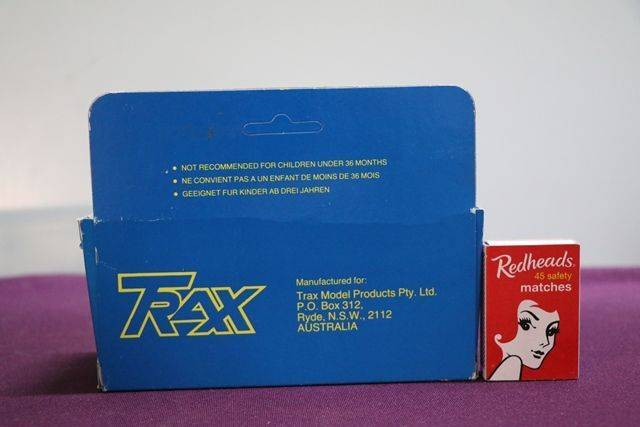 • NOT RECOMMENDED FOR CHILDREN UNDER 36 MONTHS
• NE CONVIENT PAS A UN ENFANT DE MOINS DE 36 MOIS
• GEEIGNET FUR KINDER AB DREI JAHREN
TRAX
Manufactured for:
Trax Model Products Pty. Ltd.
P.O. Box 312,
Ryde, N.S.W., 2112
AUSTRALIA
Redheads
45 safety
matches